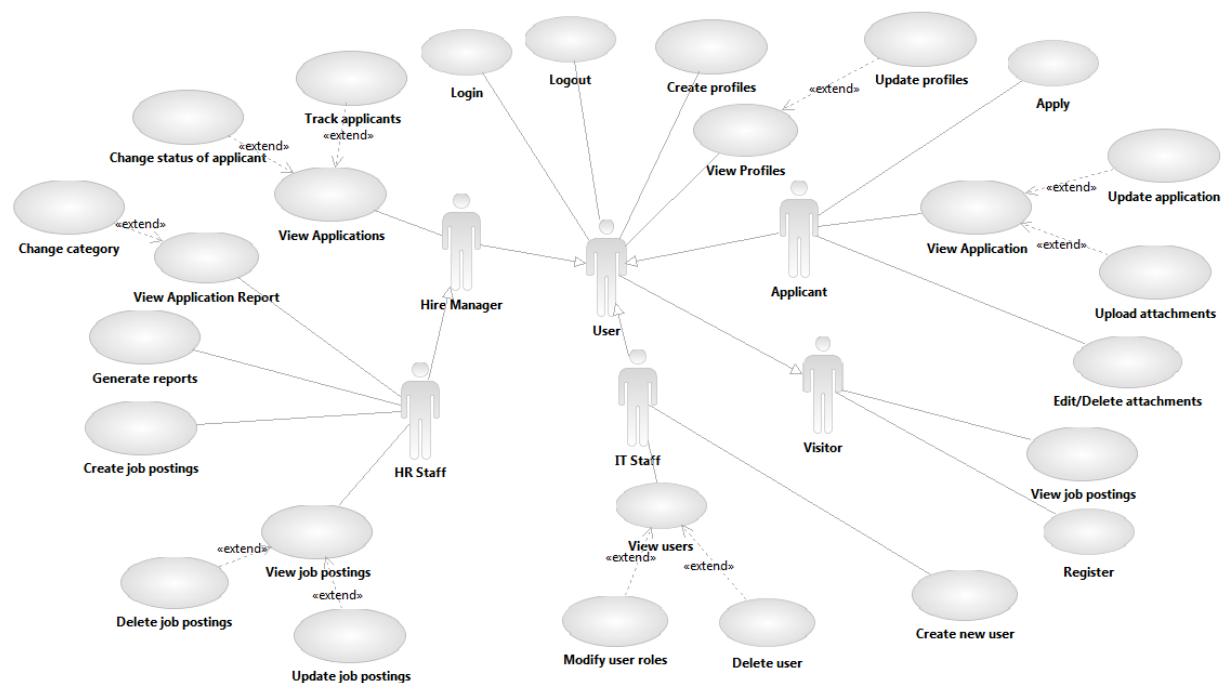 Login
Logout
Create profiles
Update profiles
«extend»
Apply
Track applicants
«extend»
Change status of applicant
«extend»
View Profiles
View Applications
Change category
«extend»
View Application Report
Hire Manager
User
Applicant
View Application
«extend»
Update application
«extend»
Upload attachments
Generate reports
Edit/Delete attachments
Create job postings
HR Staff
IT Staff
Visitor
View job postings
Register
View job postings
«extend»
Delete job postings
«extend»
Update job postings
View users
«extend»
«extend»
Modify user roles
Delete user
Create new user